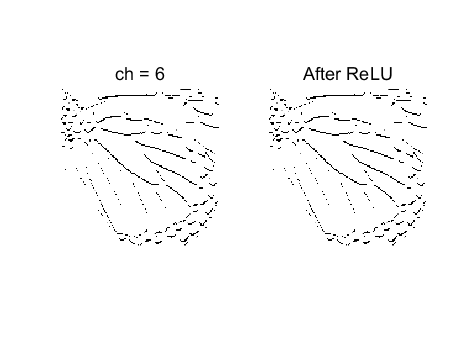 ch = 6
After ReLU